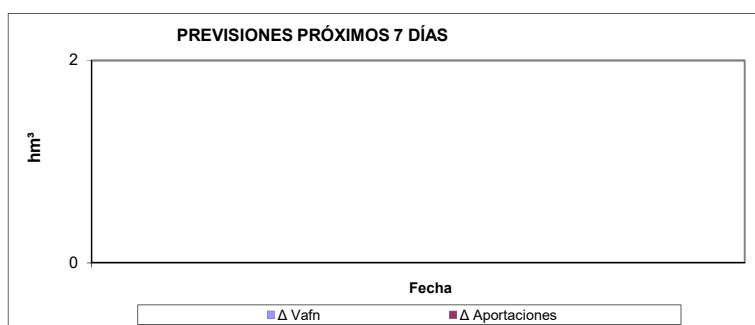 PREVISIONES PRÓXIMOS 7 DÍAS
2
hm³
0
Fecha
Δ Vafn Δ Aportaciones